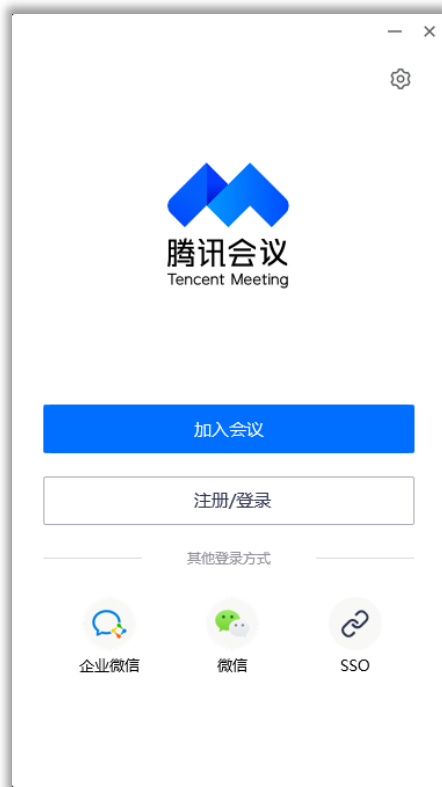 腾讯会议
Tencent Meeting
加入会议
注册/登录
其他登录方式
企业微信
微信
SSO